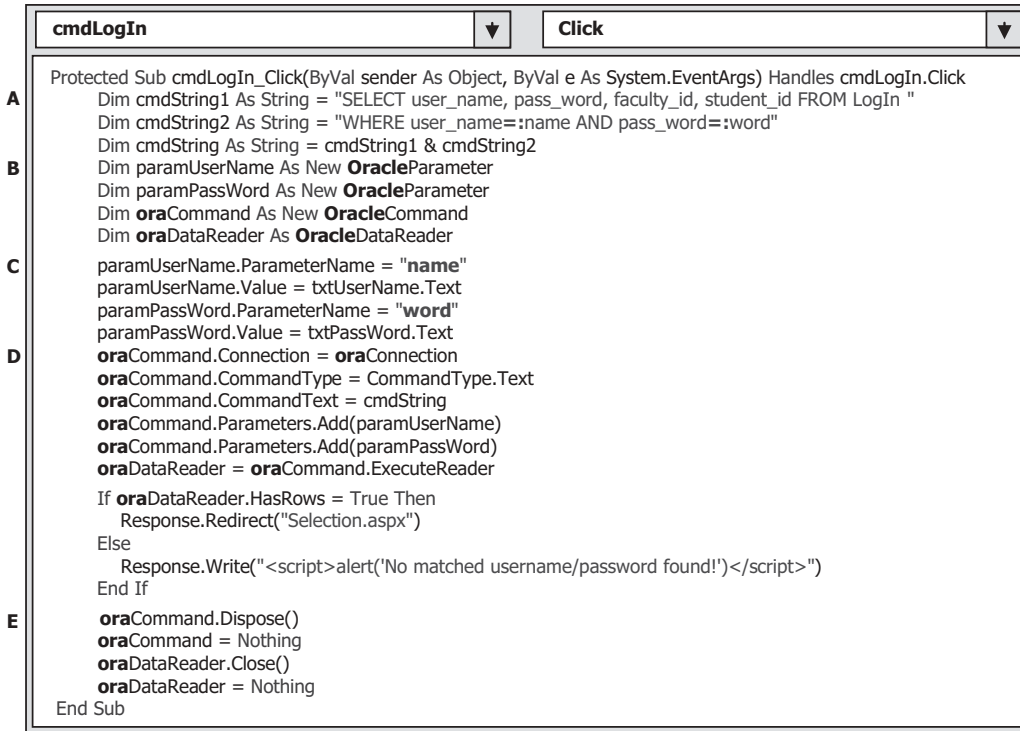 cmdLogIn Click
Protected Sub cmdLogIn_Click(ByVal sender As Object, ByVal e As System.EventArgs) Handles cmdLogIn.Click
A Dim cmdString1 As String = "SELECT user_name, pass_word, faculty_id, student_id FROM LogIn "
Dim cmdString2 As String = "WHERE user_name=:name AND pass_word=:word"
Dim cmdString As String = cmdString1 & cmdString2
B Dim paramUserName As New OracleParameter
Dim paramPassWord As New OracleParameter
Dim oraCommand As New OracleCommand
Dim oraDataReader As OracleDataReader
C paramUserName.ParameterName = "name"
paramUserName.Value = txtUserName.Text
paramPassWord.ParameterName = "word"
paramPassWord.Value = txtPassWord.Text
D oraCommand.Connection = oraConnection
oraCommand.CommandType = CommandType.Text
oraCommand.CommandText = cmdString
oraCommand.Parameters.Add(paramUserName)
oraCommand.Parameters.Add(paramPassWord)
oraDataReader = oraCommand.ExecuteReader
If oraDataReader.HasRows = True Then
Response.Redirect("Selection.aspx")
Else
Response.Write("<script>alert('No matched username/password found!')</script>")
End If
E oraCommand.Dispose()
oraCommand = Nothing
oraDataReader.Close()
oraDataReader = Nothing
End Sub